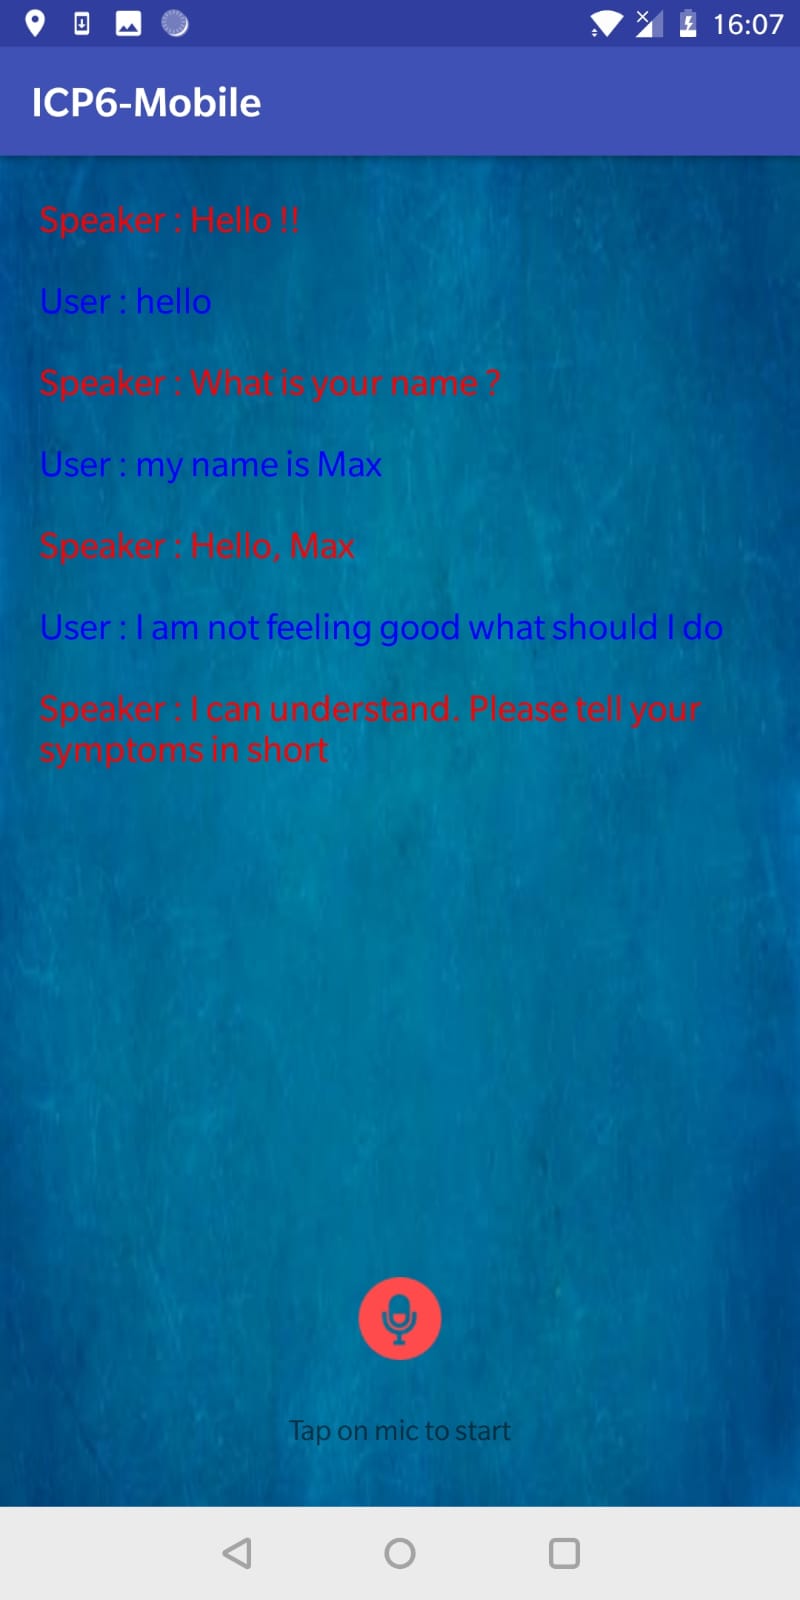 16:07
ICP6-Mobile
Speaker : Hello !!
User : hello
Speaker : What is your name ?
User : my name is Max
Speaker : Hello, Max
User : I am not feeling good what should I do
Speaker : I can understand. Please tell your
symptoms in short
Tap on mic to start